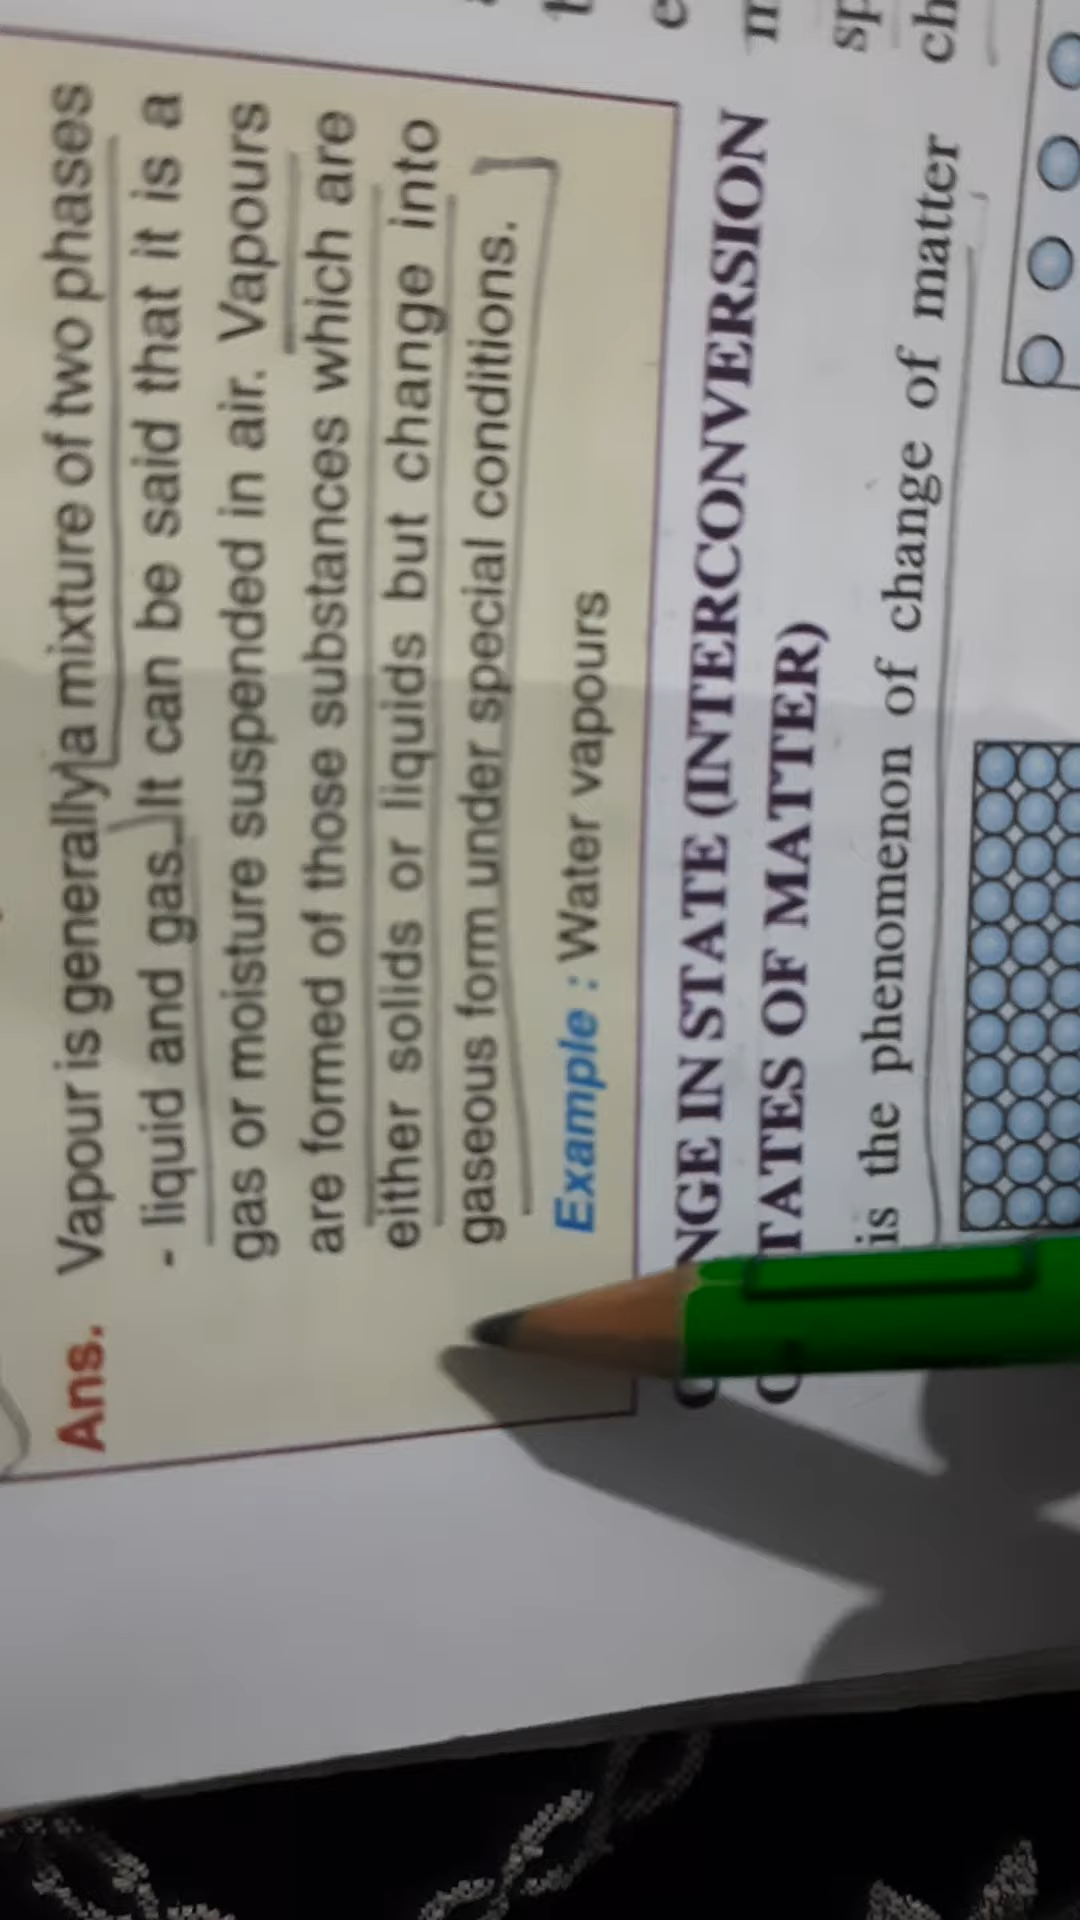 Ans. Vapour is generally a mixture of two phases
- liquid and gas. It can be said that it is a
gas or moisture suspended in air. Vapours
are formed of those substances which are
either solids or liquids but change into
gaseous form under special conditions.
Example : Water vapours
IN STATE (INTERCONVERSION
OF MATTER)
is the phenomenon of change of matter